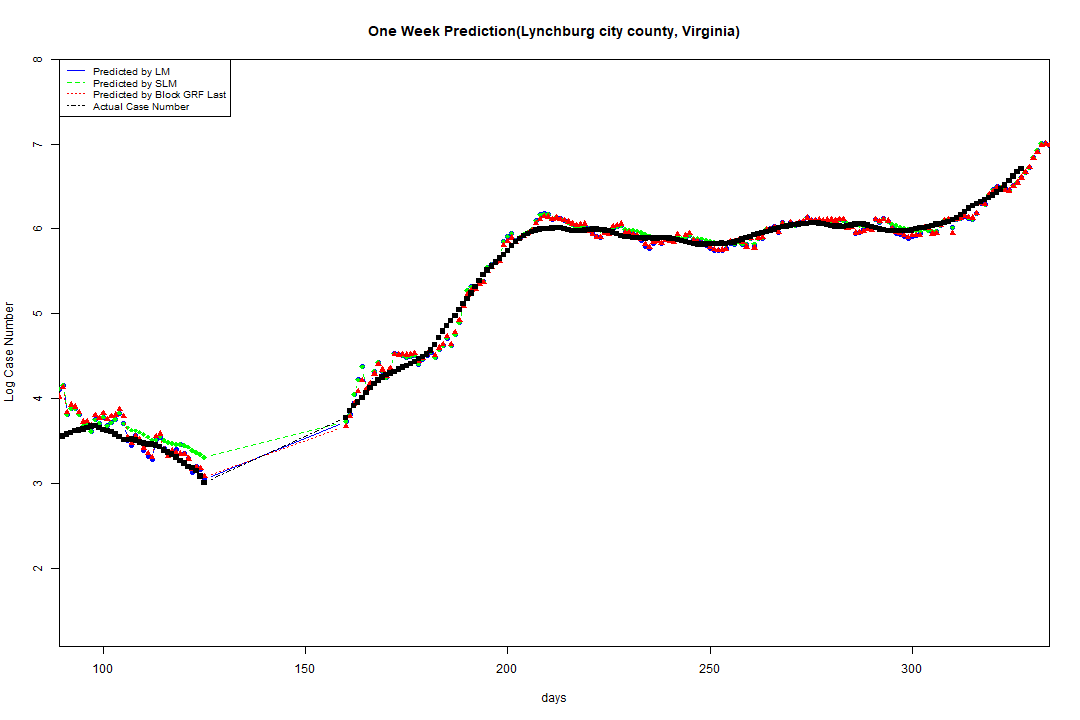 One Week Prediction(Lynchburg city county, Virginia)
Predicted by LM
Predicted by SLM
Predicted by Block GRF Last
Actual Case Number
8
7
6
5
4
3
2
Log Case Number
100 150 200 250 300
days